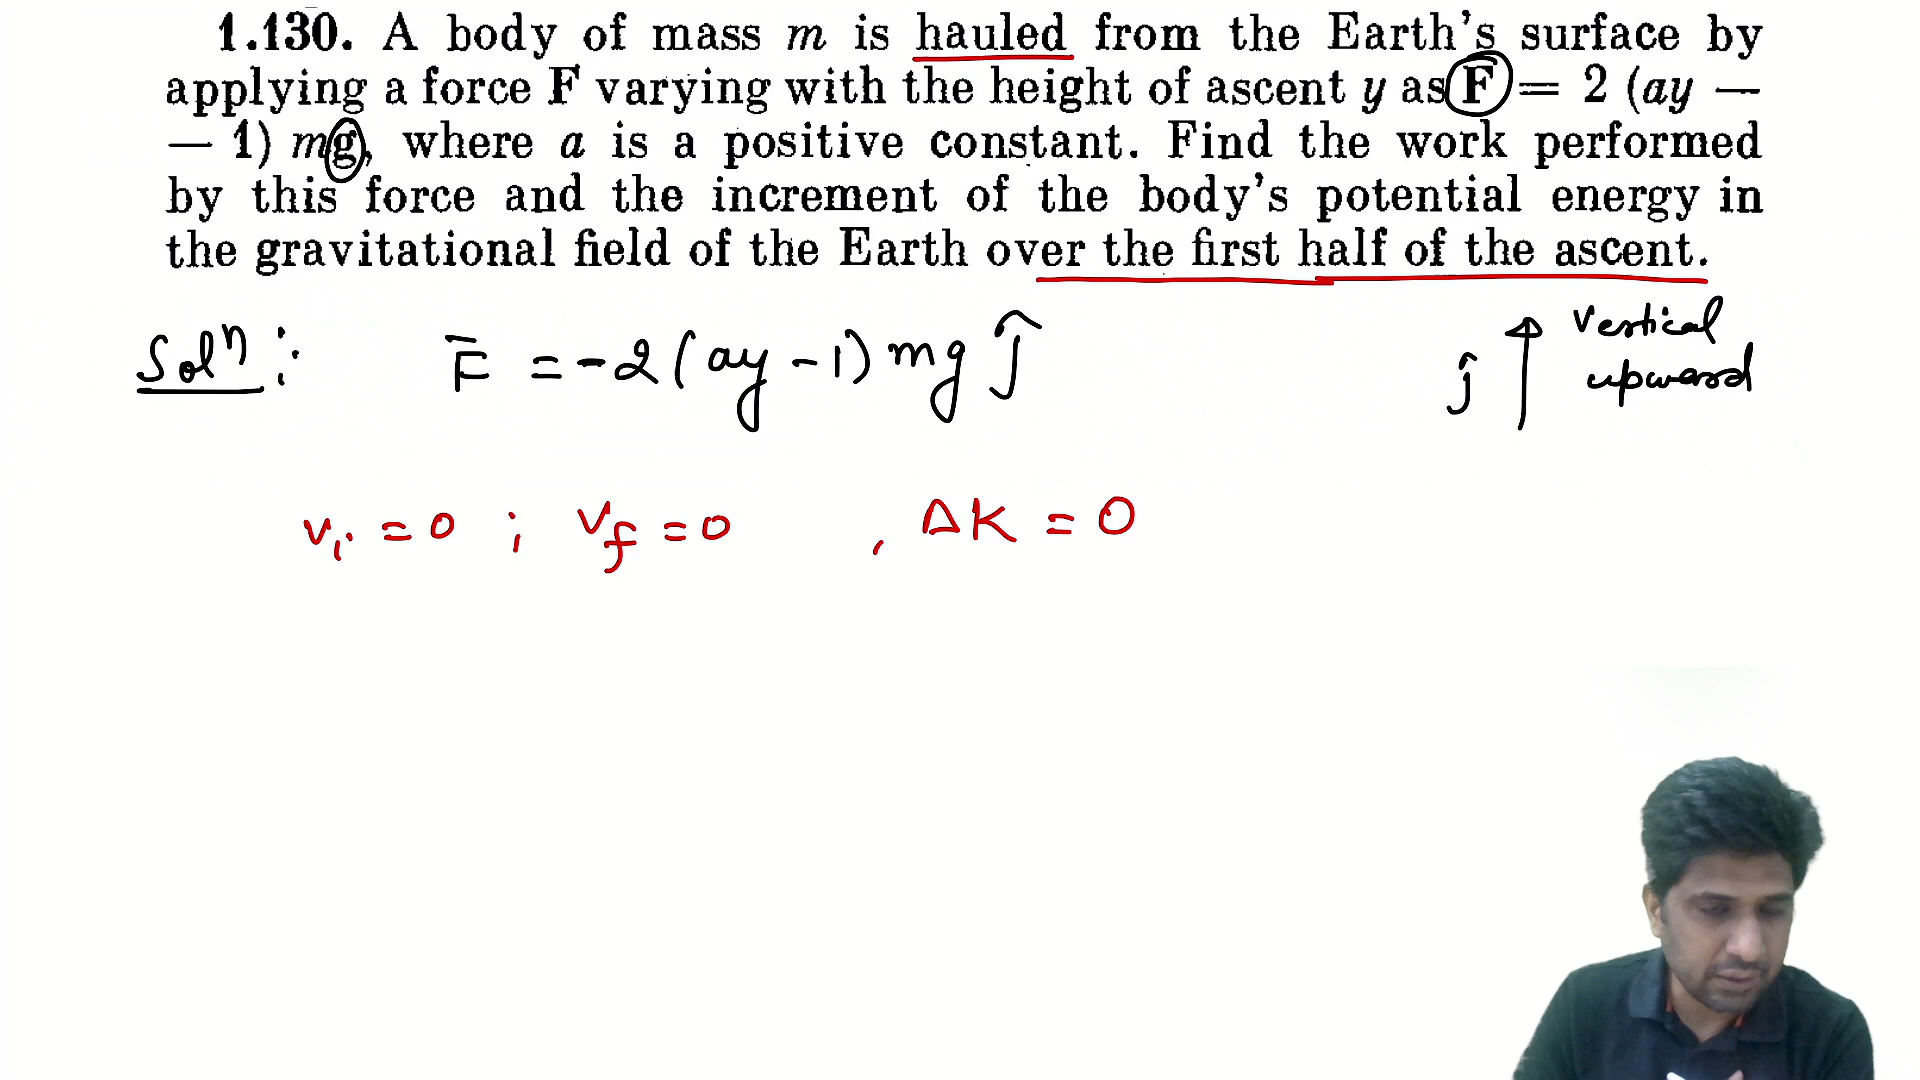 1.130. A body of mass m is hauled from the Earth's surface by
applying a force F varying with the height of ascent y as F = 2 (ay —
— 1) mg, where a is a positive constant. Find the work performed
by this force and the increment of the body's potential energy in
the gravitational field of the Earth over the first half of the ascent.
Solⁿ : F̄ = -2(ay -1) mg ĵ
ĵ ↑ Vertical
upward
vᵢ = 0 ; v_f = 0 , ΔK = 0